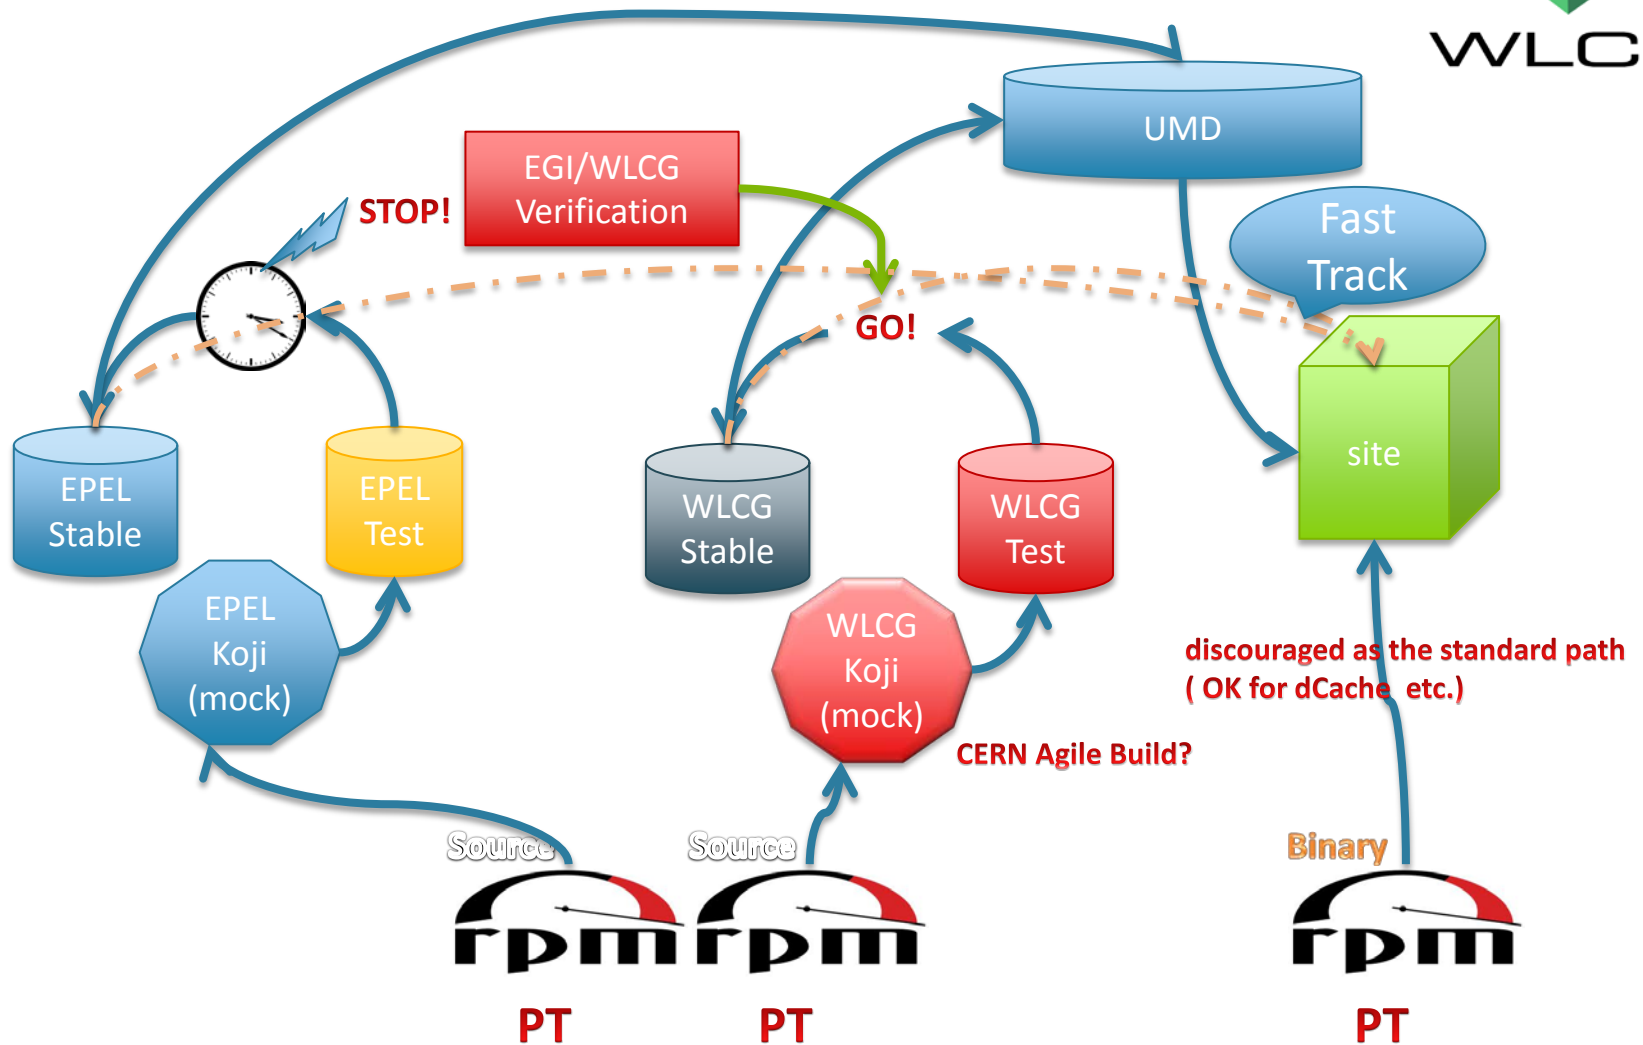 WLC
UMD
EGI/WLCG
Verification
STOP!
Fast
Track
GO!
site
EPEL
Stable
EPEL
Test
WLCG
Stable
WLCG
Test
EPEL
Koji
(mock)
WLCG
Koji
(mock)
discouraged as the standard path
( OK for dCache etc.)
CERN Agile Build?
Source
Source
Binary
rpm
rpm
rpm
PT
PT
PT